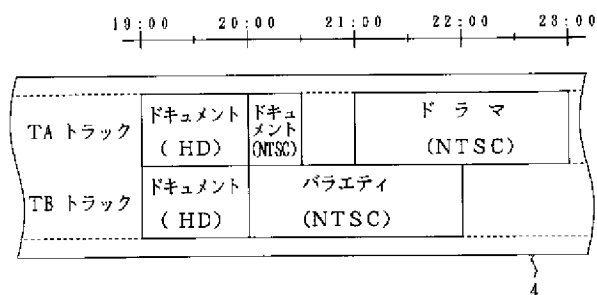 19:00 20:00 21:00 22:00 23:00
TA トラック
ドキュメント
(HD)
ドキュ
メント
(NTSC)
ドラマ
(NTSC)
TB トラック
ドキュメント
(HD)
バラエティ
(NTSC)
4